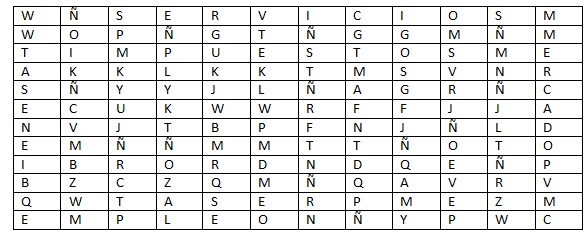 W Ñ S E R V I C I O S M
W O P Ñ G T Ñ G G M Ñ M
T I M P U E S T O S M E
A K K L K K T M S V N R
S Ñ Y Y J L Ñ A G R Ñ C
E C U K W W R F F J J A
N V J T B P F N J Ñ L D
E M Ñ Ñ M M T T Ñ O T O
I B R O R D N D Q E Ñ P
B Z C Z Q M Ñ Q A V R V
Q W T A S E R P M E Z M
E M P L E O N Ñ Y P W C